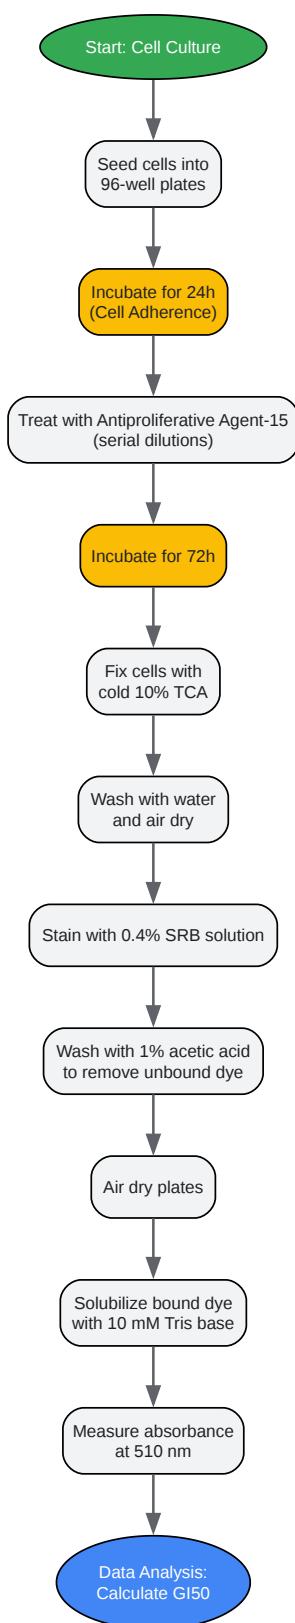 Start: Cell Culture
Seed cells into
96-well plates
Incubate for 24h
(Cell Adherence)
Treat with Antiproliferative Agent-15
(serial dilutions)
Incubate for 72h
Fix cells with
cold 10% TCA
Wash with water
and air dry
Stain with 0.4% SRB solution
Wash with 1% acetic acid
to remove unbound dye
Air dry plates
Solubilize bound dye
with 10 mM Tris base
Measure absorbance
at 510 nm
Data Analysis:
Calculate GI50